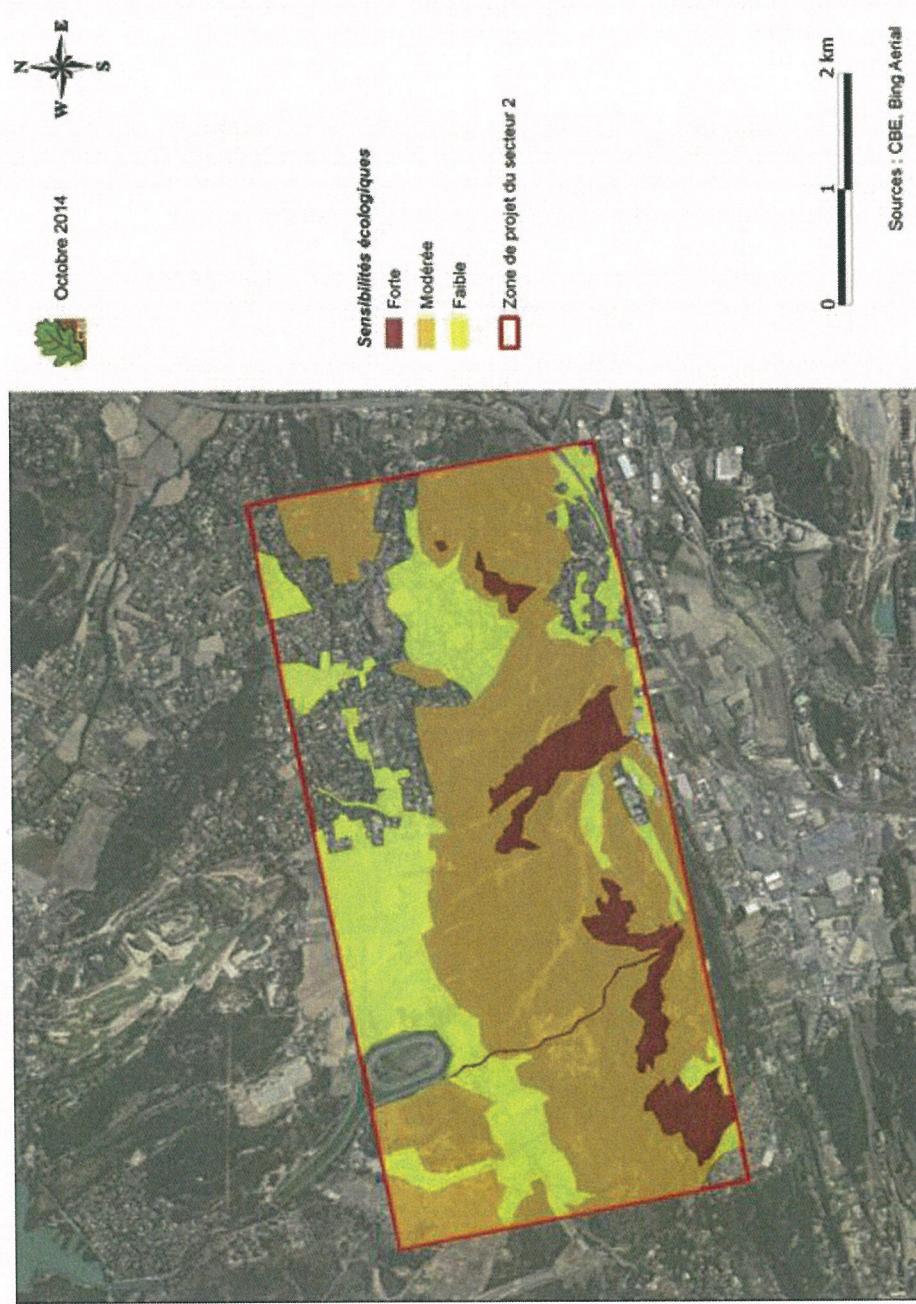 N
W E
S
Octobre 2014
Sensibilités écologiques
Forte
Modérée
Faible
Zone de projet du secteur 2
0 1 2 km
Sources : CBE, Bing Aerial